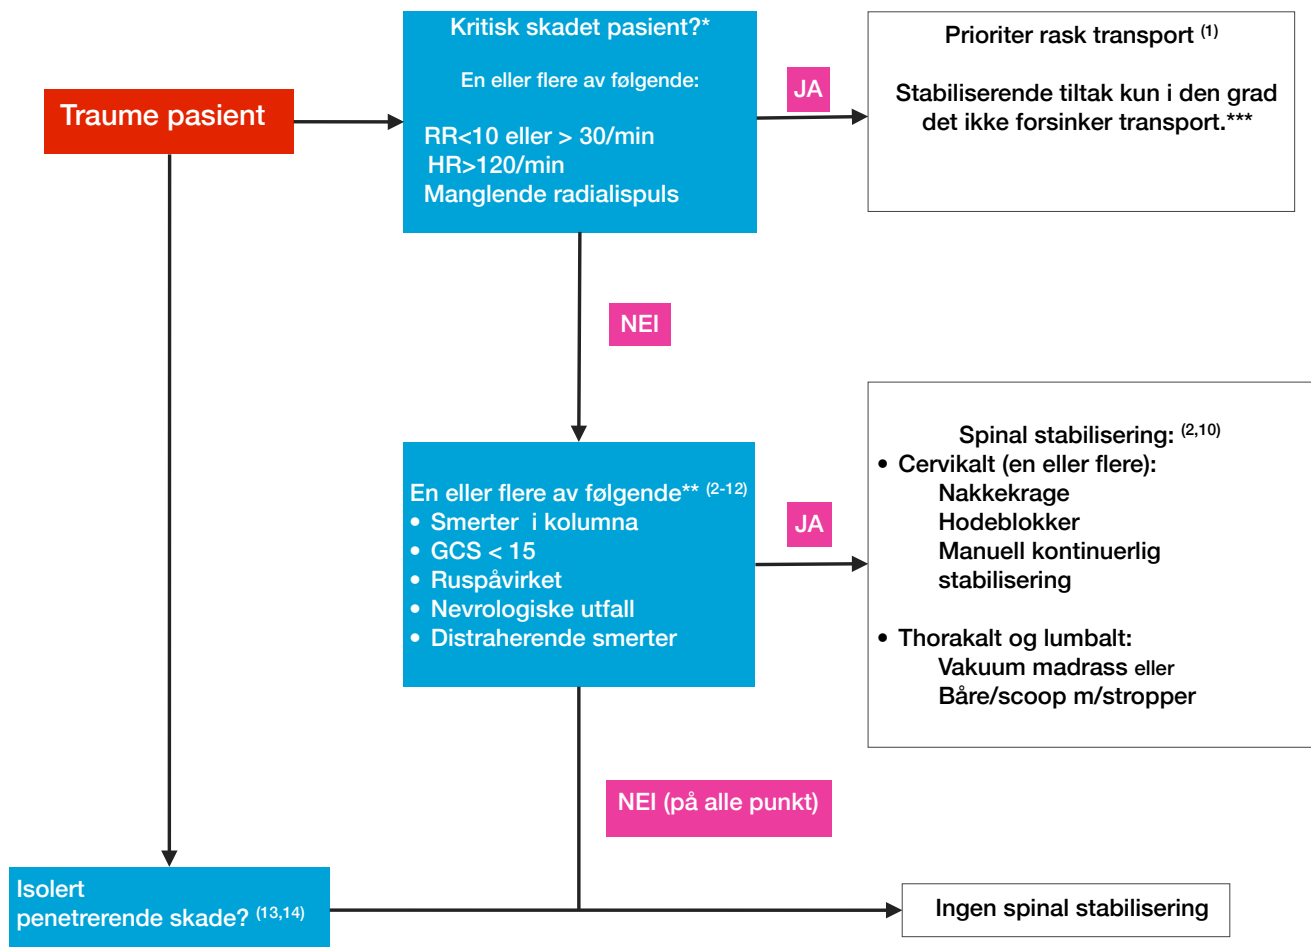 Traume pasient
Kritisk skadet pasient?*
En eller flere av følgende:
RR<10 eller > 30/min
HR>120/min
Manglende radialispuls
JA
Prioriter rask transport (1)
Stabiliserende tiltak kun i den grad
det ikke forsinker transport.***
NEI
En eller flere av følgende** (2-12)
• Smerter i kolumna
• GCS < 15
• Ruspåvirket
• Nevrologiske utfall
• Distraherende smerter
JA
Spinal stabilisering: (2,10)
• Cervikalt (en eller flere):
Nakkekrage
Hodeblokker
Manuell kontinuerlig
stabilisering
• Thorakalt og lumbalt:
Vakuum madrass eller
Båre/scoop m/stropper
NEI (på alle punkt)
Isolert
penetrerende skade? (13,14)
Ingen spinal stabilisering